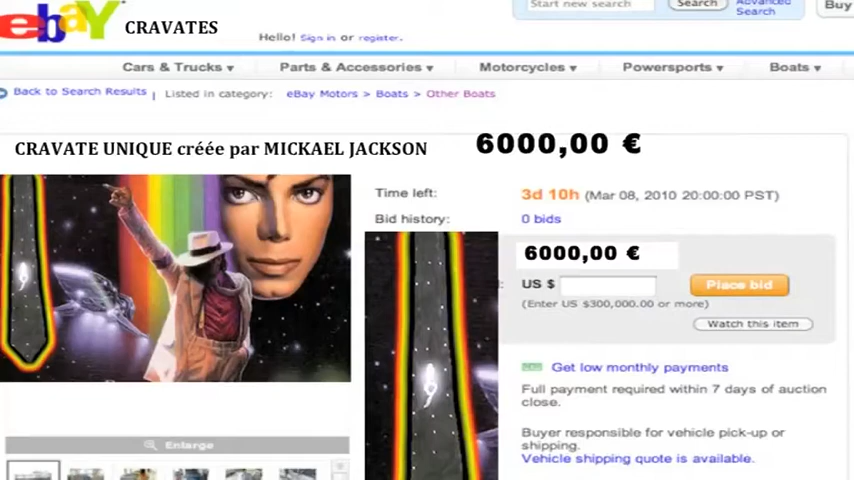 ebaY CRAVATES
Start new search Search Advanced Search Buy
Hello! Sign in or register.
Cars & Trucks ▾ Parts & Accessories ▾ Motorcycles ▾ Powersports ▾ Boats ▾
Back to Search Results | Listed in category: eBay Motors > Boats > Other Boats
CRAVATE UNIQUE créée par MICKAEL JACKSON 6000,00 €
Time left: 3d 10h (Mar 08, 2010 20:00:00 PST)
Bid history: 0 bids
6000,00 €
US $ Place bid
(Enter US $300,000.00 or more)
Watch this item
Get low monthly payments
Full payment required within 7 days of auction
close.
Buyer responsible for vehicle pick-up or
shipping.
Vehicle shipping quote is available.
Enlarge